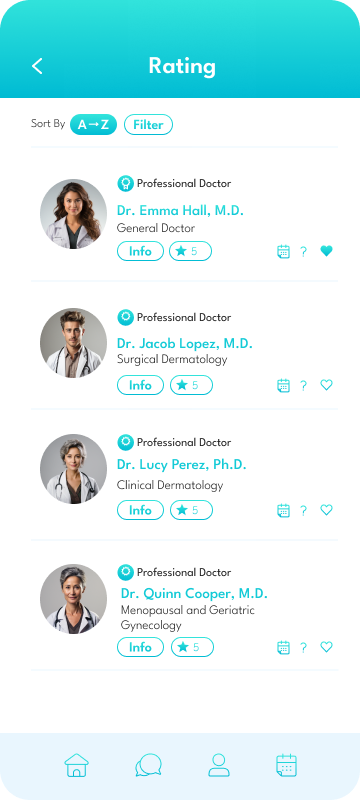 Rating
Sort By A→Z Filter
Professional Doctor
Dr. Emma Hall, M.D.
General Doctor
Info ★ 5 ?
Professional Doctor
Dr. Jacob Lopez, M.D.
Surgical Dermatology
Info ★ 5 ?
Professional Doctor
Dr. Lucy Perez, Ph.D.
Clinical Dermatology
Info ★ 5 ?
Professional Doctor
Dr. Quinn Cooper, M.D.
Menopausal and Geriatric
Gynecology
Info ★ 5 ?